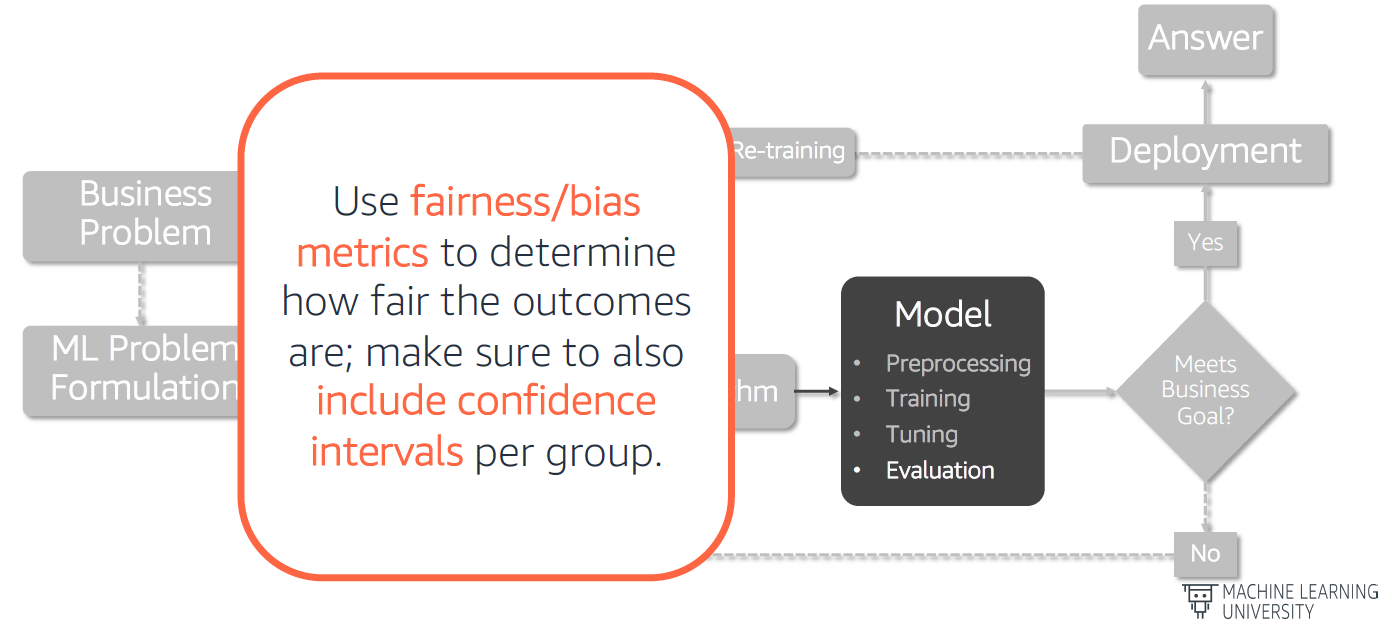 Answer
Re-training
Deployment
Business
Problem
Use fairness/bias
metrics to determine
how fair the outcomes
are; make sure to also
include confidence
intervals per group.
Yes
ML Problem
Formulation
Model
• Preprocessing
• Training
• Tuning
• Evaluation
Meets
Business
Goal?
No
MACHINE LEARNING
UNIVERSITY